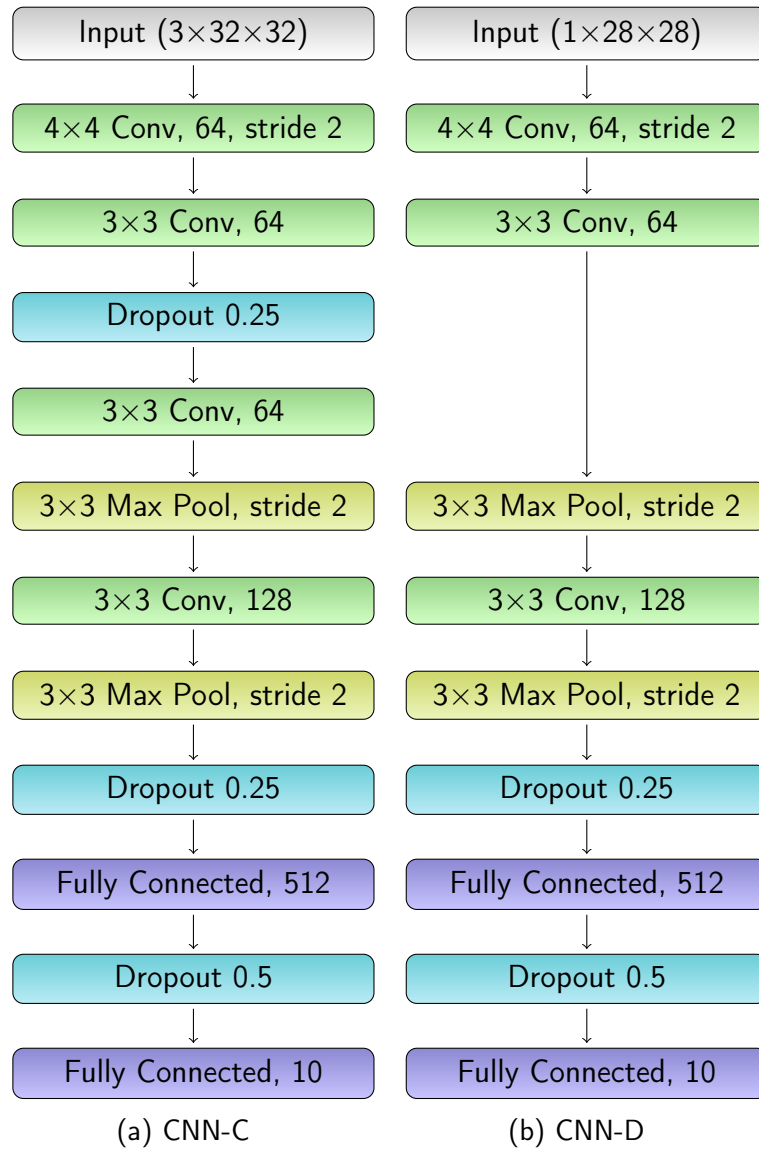 Input (3×32×32)
4×4 Conv, 64, stride 2
3×3 Conv, 64
Dropout 0.25
3×3 Conv, 64
3×3 Max Pool, stride 2
3×3 Conv, 128
3×3 Max Pool, stride 2
Dropout 0.25
Fully Connected, 512
Dropout 0.5
Fully Connected, 10
(a) CNN-C
Input (1×28×28)
4×4 Conv, 64, stride 2
3×3 Conv, 64
3×3 Max Pool, stride 2
3×3 Conv, 128
3×3 Max Pool, stride 2
Dropout 0.25
Fully Connected, 512
Dropout 0.5
Fully Connected, 10
(b) CNN-D